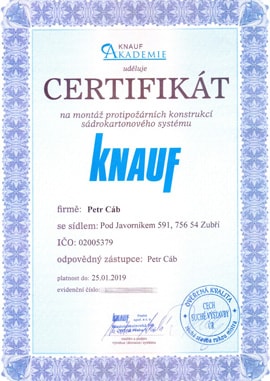 KNAUF
AKADEMIE
uděluje
CERTIFIKÁT
na montáž protipožárních konstrukcí
sádrokartonového systému
KNAUF
firmě: Petr Cáb
se sídlem: Pod Javorníkem 591, 756 54 Zubří
IČO: 02005379
odpovědný zástupce: Petr Cáb
platnost do: 25.01.2019
evidenční číslo:
KNAUF
OVĚŘENÁ KVALITA
CECH
SUCHÉ VÝSTAVBY
ČR